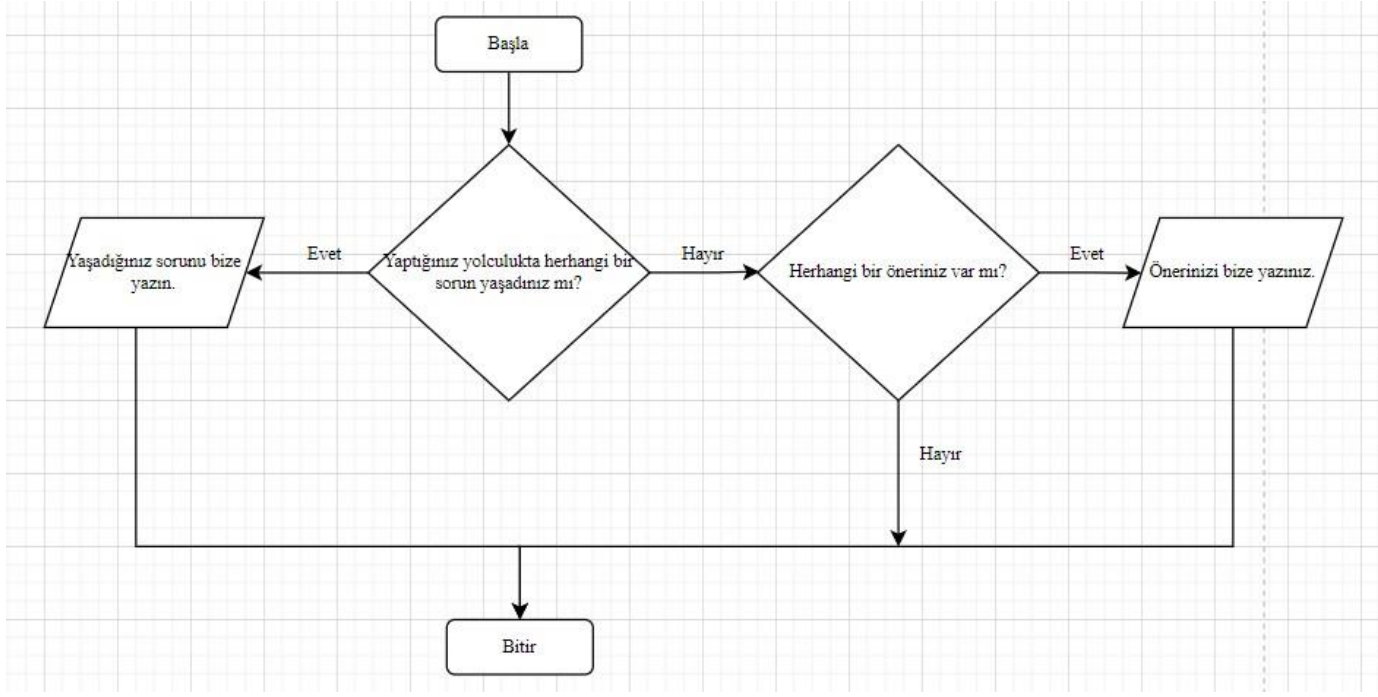 Başla
Yaşadığınız sorunu bize
yazın.
Evet
Yaptığınız yolculukta herhangi bir
sorun yaşadınız mı?
Hayır
Herhangi bir öneriniz var mı?
Evet
Önerinizi bize yazınız.
Hayır
Bitir